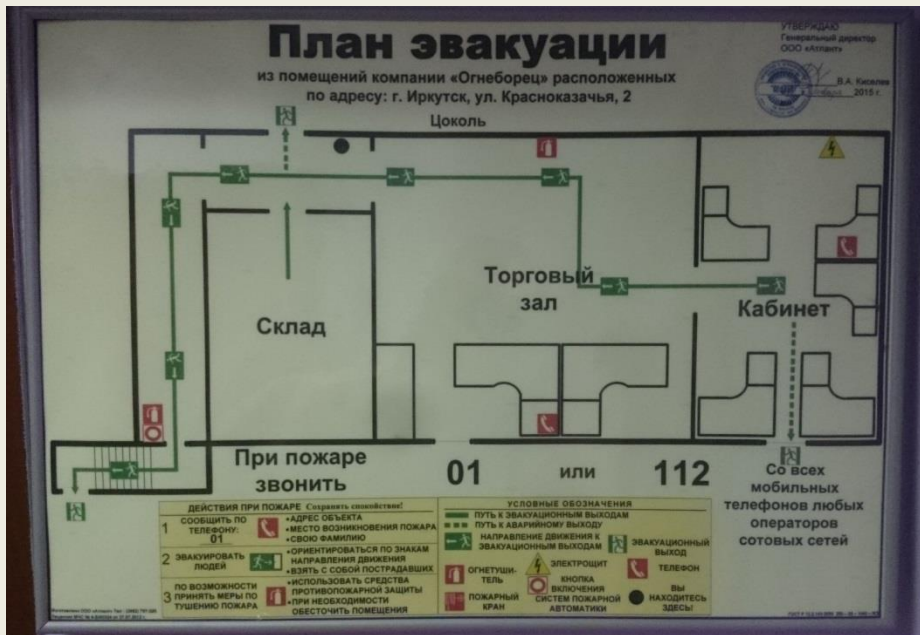 План эвакуации
из помещений компании «Огнеборец» расположенных
по адресу: г. Иркутск, ул. Красноказачья, 2
УТВЕРЖДАЮ
Генеральный директор
ООО «Атлант»
В.А. Киселев
2015 г.
Цоколь
Торговый
зал
Кабинет
Склад
При пожаре
звонить
01 или 112
Со всех
мобильных
телефонов любых
операторов
сотовых сетей
ДЕЙСТВИЯ ПРИ ПОЖАРЕ Сохранять спокойствие!
1 СООБЩИТЬ ПО
ТЕЛЕФОНУ:
01
•АДРЕС ОБЪЕКТА
•МЕСТО ВОЗНИКНОВЕНИЯ ПОЖАРА
•СВОЮ ФАМИЛИЮ
2 ЭВАКУИРОВАТЬ
ЛЮДЕЙ
•ОРИЕНТИРОВАТЬСЯ ПО ЗНАКАМ
НАПРАВЛЕНИЯ ДВИЖЕНИЯ
•ВЗЯТЬ С СОБОЙ ПОСТРАДАВШИХ
3 ПО ВОЗМОЖНОСТИ
ПРИНЯТЬ МЕРЫ ПО
ТУШЕНИЮ ПОЖАРА
•ИСПОЛЬЗОВАТЬ СРЕДСТВА
ПРОТИВОПОЖАРНОЙ ЗАЩИТЫ
•ПРИ НЕОБХОДИМОСТИ
ОБЕСТОЧИТЬ ПОМЕЩЕНИЯ
УСЛОВНЫЕ ОБОЗНАЧЕНИЯ
ПУТЬ К ЭВАКУАЦИОННЫМ ВЫХОДАМ
ПУТЬ К АВАРИЙНОМУ ВЫХОДУ
НАПРАВЛЕНИЕ ДВИЖЕНИЯ К
ЭВАКУАЦИОННЫМ ВЫХОДАМ
ЭВАКУАЦИОННЫЙ
ВЫХОД
ОГНЕТУШИ-
ТЕЛЬ
ЭЛЕКТРОЩИТ
ТЕЛЕФОН
ПОЖАРНЫЙ
КРАН
КНОПКА
ВКЛЮЧЕНИЯ
СИСТЕМ ПОЖАРНОЙ
АВТОМАТИКИ
ВЫ
НАХОДИТЕСЬ
ЗДЕСЬ!